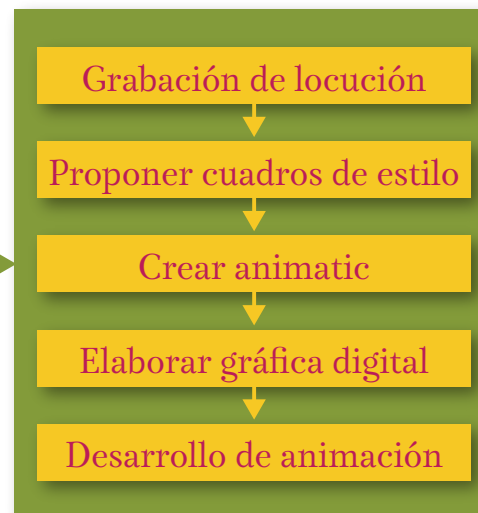 Grabación de locución
Proponer cuadros de estilo
Crear animatic
Elaborar gráfica digital
Desarrollo de animación